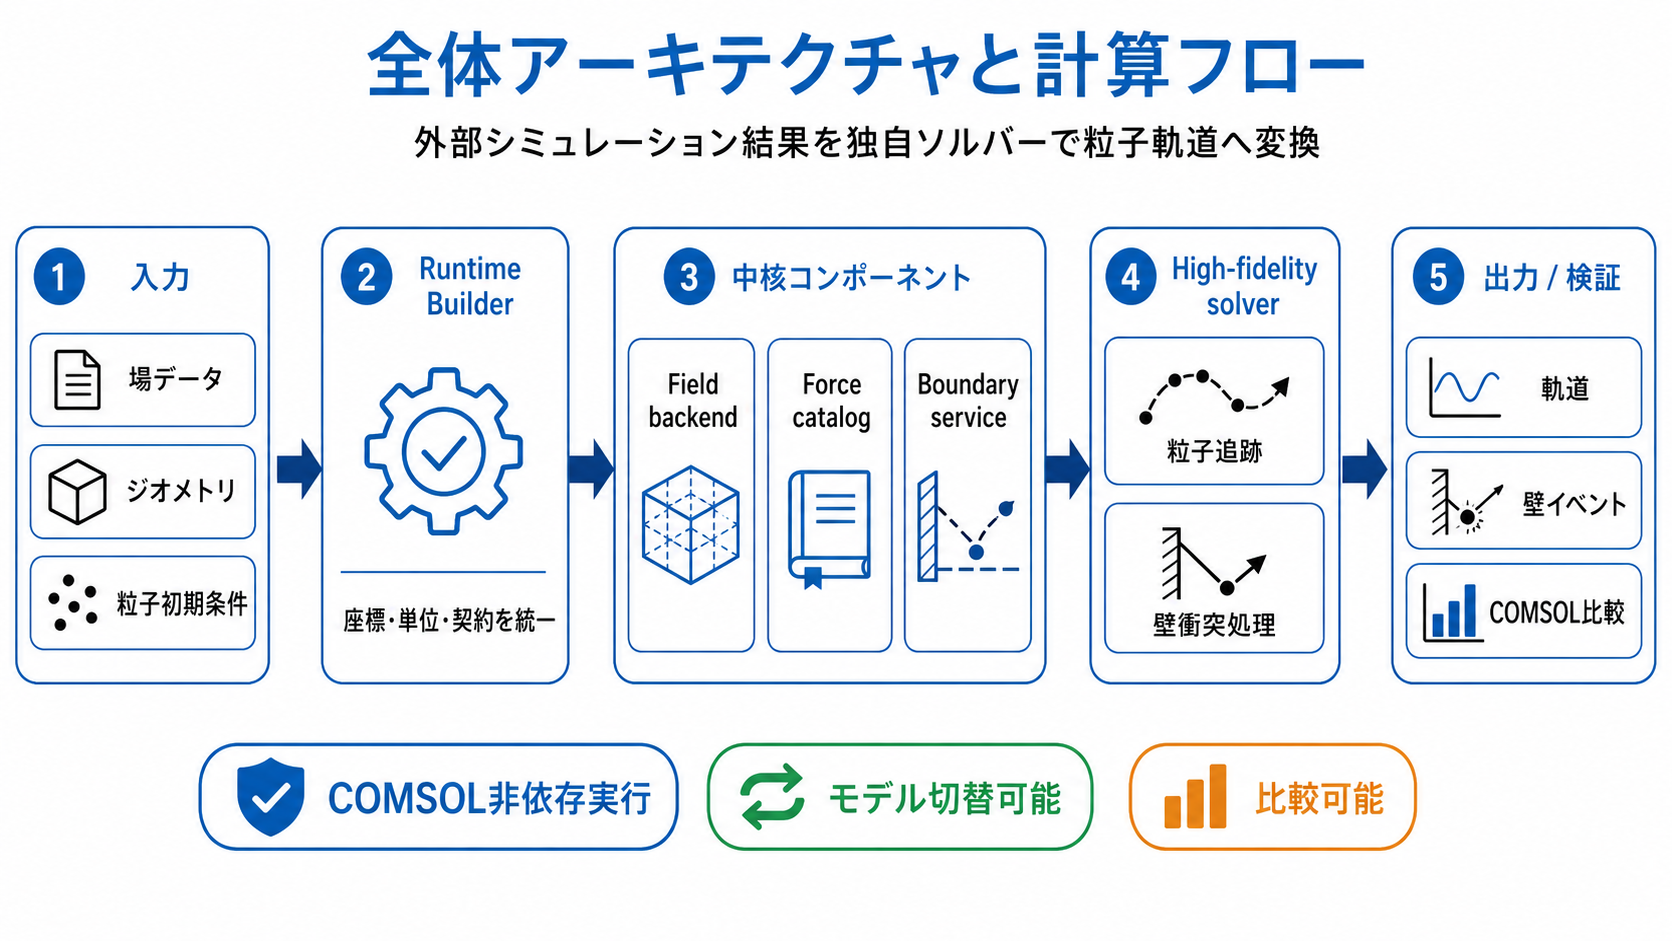 全体アーキテクチャと計算フロー
外部シミュレーション結果を独自ソルバーで粒子軌道へ変換
1 入力
場データ
ジオメトリ
粒子初期条件
2 Runtime
Builder
座標・単位・契約を統一
3 中核コンポーネント
Field
backend
Force
catalog
Boundary
service
4 High-fidelity
solver
粒子追跡
壁衝突処理
5 出力 / 検証
軌道
壁イベント
COMSOL比較
COMSOL非依存実行
モデル切替可能
比較可能